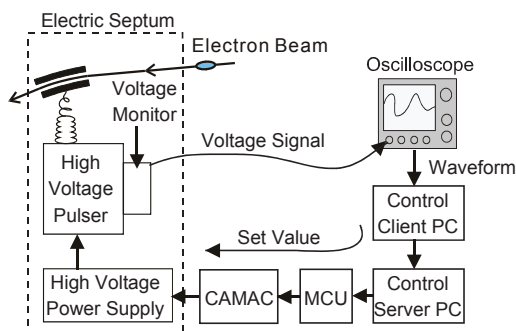 Electric Septum
Electron Beam
Voltage
Monitor
Oscilloscope
Voltage Signal
High
Voltage
Pulser
Waveform
Control
Client PC
Set Value
High Voltage
Power Supply
CAMAC
MCU
Control
Server PC